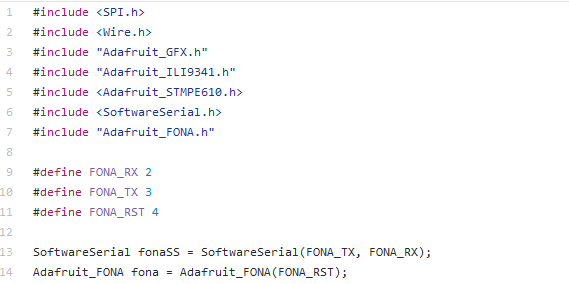 1 #include <SPI.h>
2 #include <Wire.h>
3 #include "Adafruit_GFX.h"
4 #include "Adafruit_ILI9341.h"
5 #include <Adafruit_STMPE610.h>
6 #include <SoftwareSerial.h>
7 #include "Adafruit_FONA.h"
8
9 #define FONA_RX 2
10 #define FONA_TX 3
11 #define FONA_RST 4
12
13 SoftwareSerial fonaSS = SoftwareSerial(FONA_TX, FONA_RX);
14 Adafruit_FONA fona = Adafruit_FONA(FONA_RST);